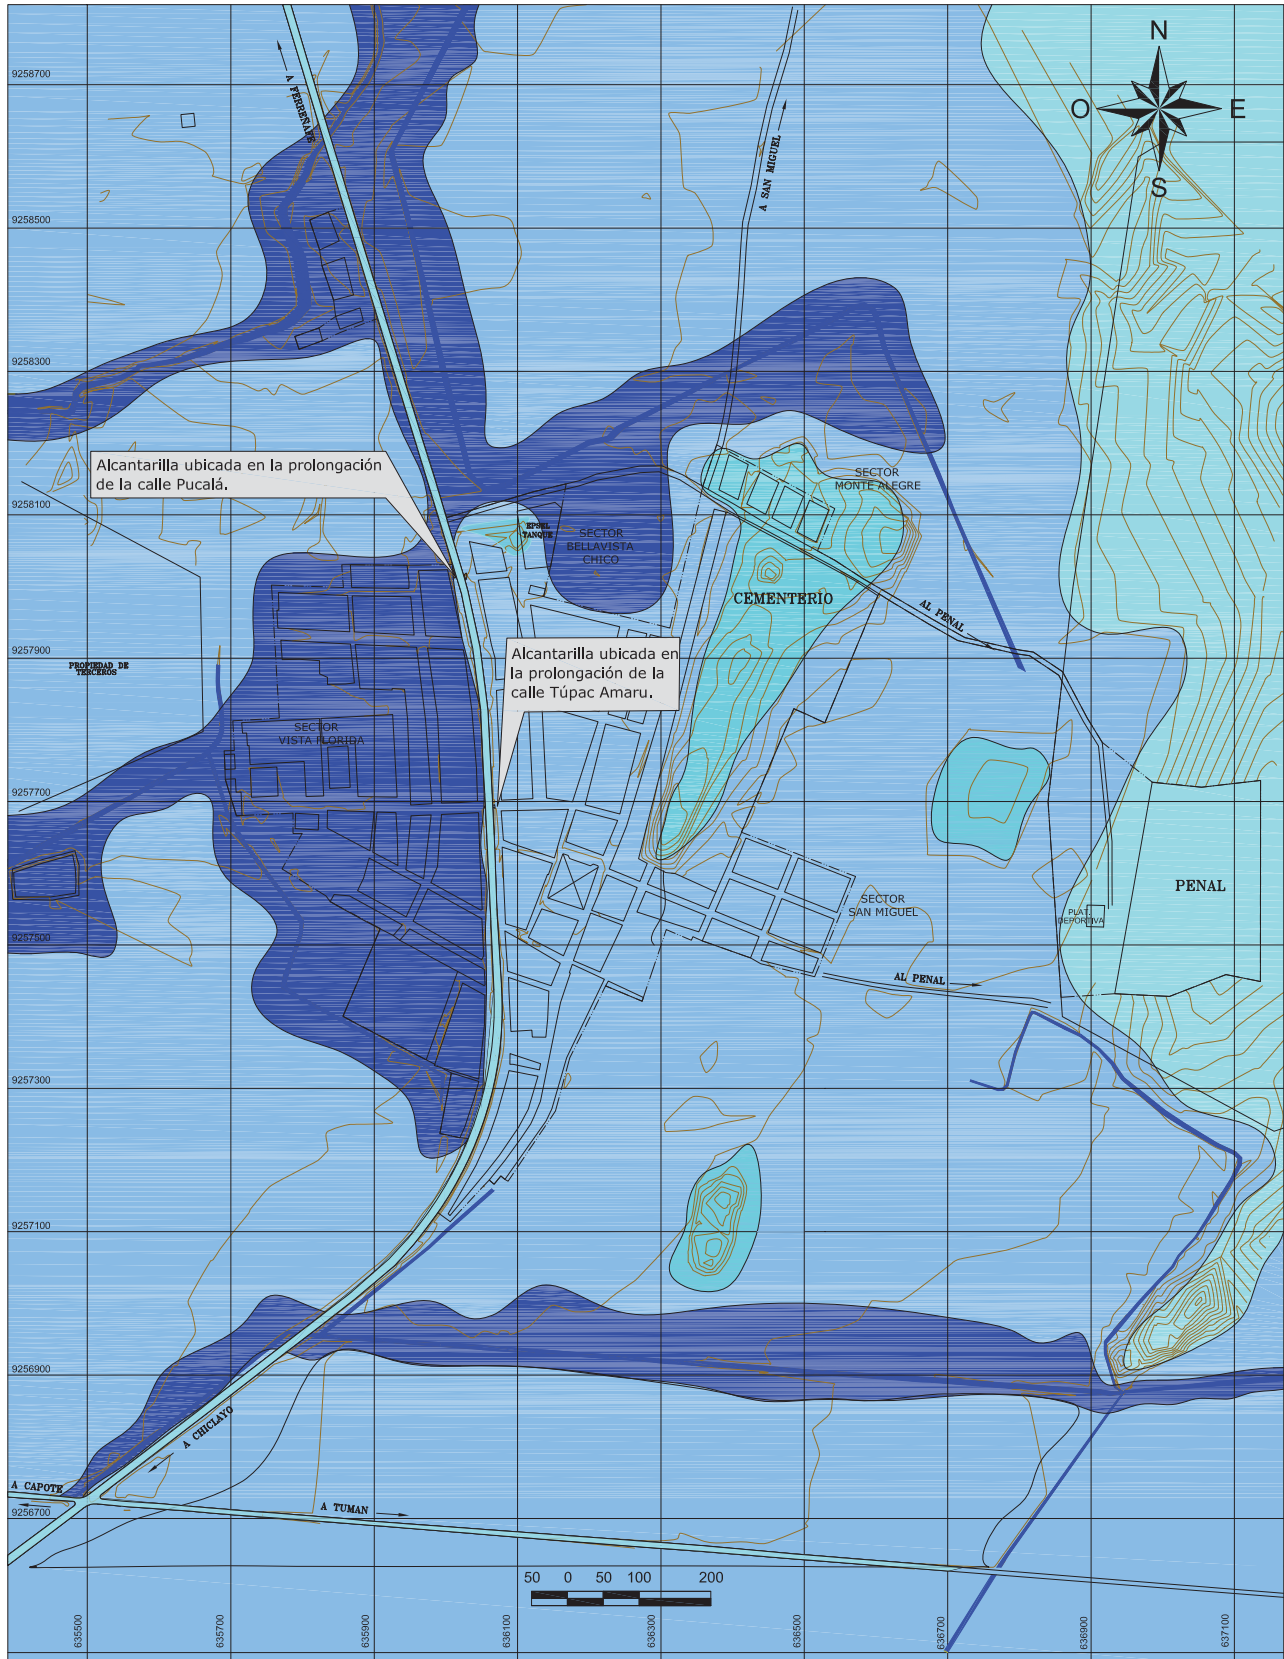 N
O
E
S
9258700
A FERREÑAFE
A SAN MIGUEL
9258500
9258300
Alcantarilla ubicada en la prolongación
de la calle Pucalá.
SECTOR
MONTE ALEGRE
9258100
EPSEL
TANQUE
SECTOR
BELLAVISTA
CHICO
CEMENTERIO
AL PENAL
9257900
PROPIEDAD DE
TERCEROS
Alcantarilla ubicada en
la prolongación de la
calle Túpac Amaru.
SECTOR
VISTA FLORIDA
9257700
PENAL
SECTOR
SAN MIGUEL
PLAT.
DEPORTIVA
9257500
AL PENAL
9257300
9257100
9256900
A CHICLAYO
A CAPOTE
A TUMAN
9256700
50 0 50 100 200
635500
635700
635900
636100
636300
636500
636700
636900
637100